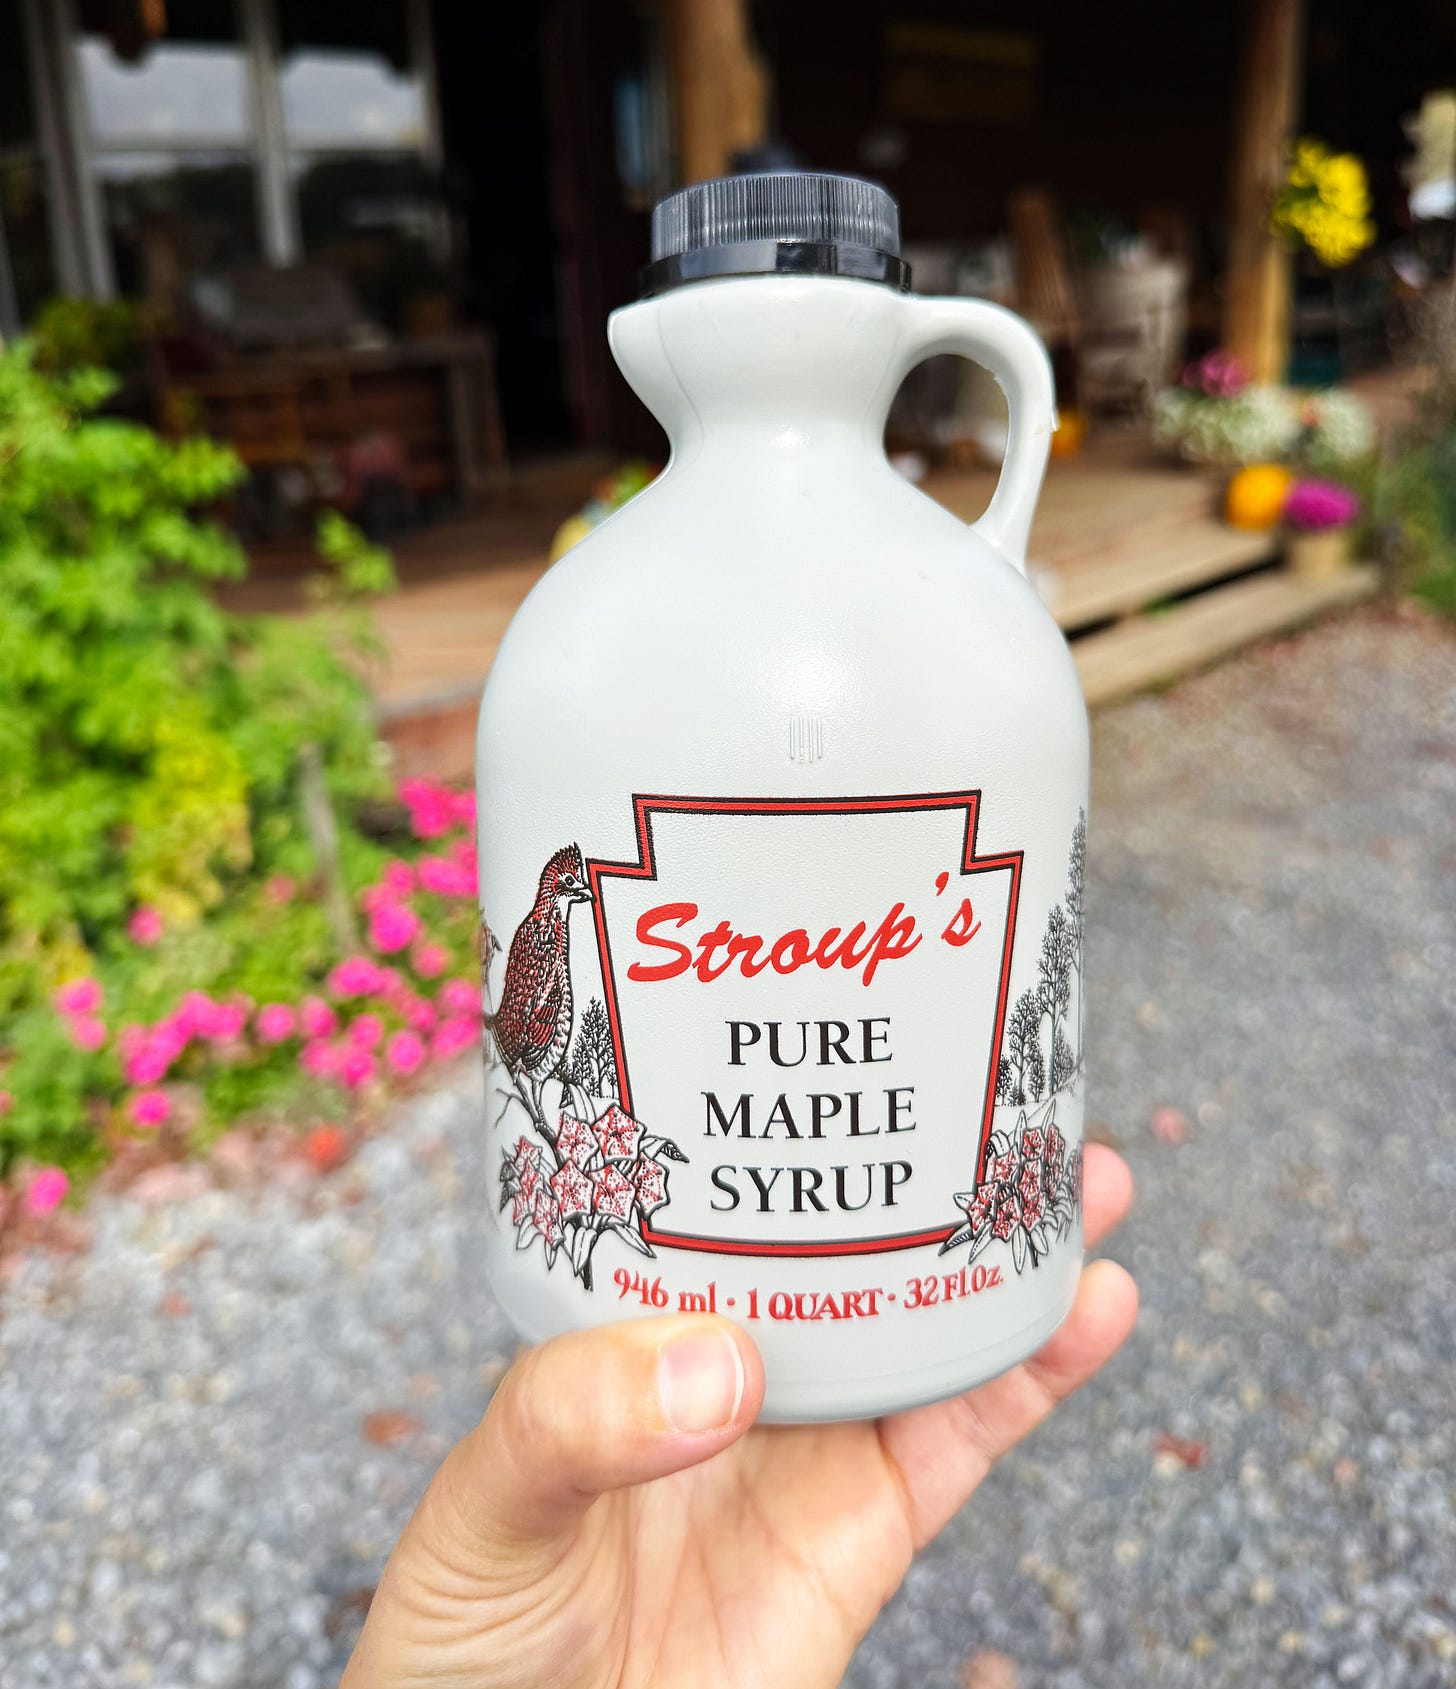 Stroup's
PURE
MAPLE
SYRUP
946 ml · 1 QUART · 32 Fl.Oz.